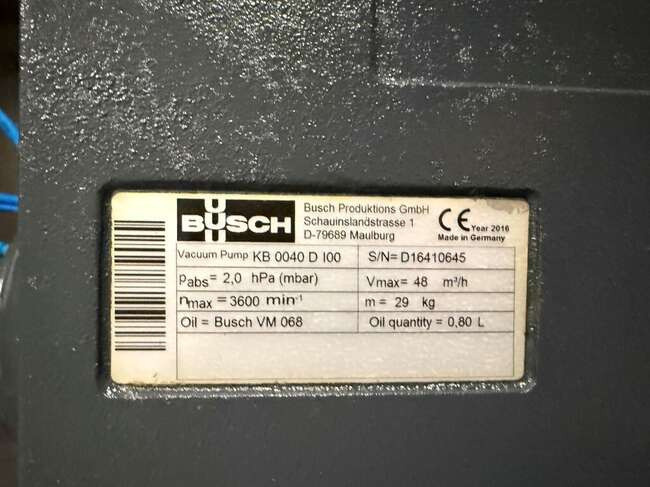 BUSCH
Busch Produktions GmbH
Schauinslandstrasse 1
D-79689 Maulburg
CE Year 2016
Made in Germany
Vacuum Pump KB 0040 D I00 S/N= D16410645
pabs= 2,0 hPa (mbar) Vmax= 48 m³/h
nmax = 3600 min-¹ m = 29 kg
Oil = Busch VM 068 Oil quantity = 0,80 L